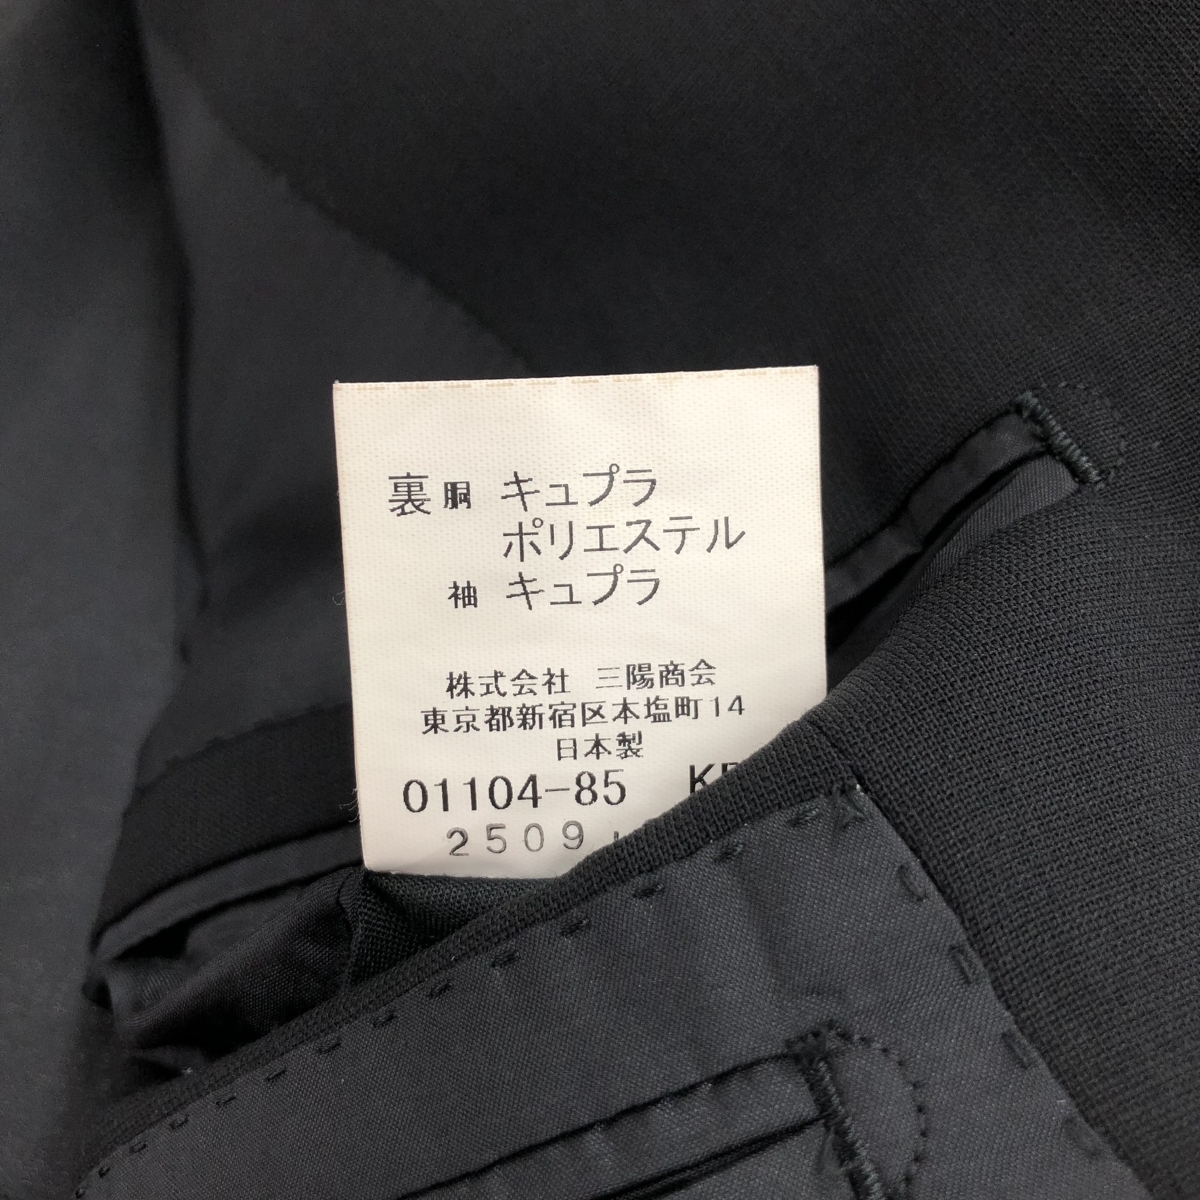 裏 胴 キュプラ
ポリエステル
袖 キュプラ
株式会社 三陽商会
東京都新宿区本塩町14
日本製
01104-85
2509